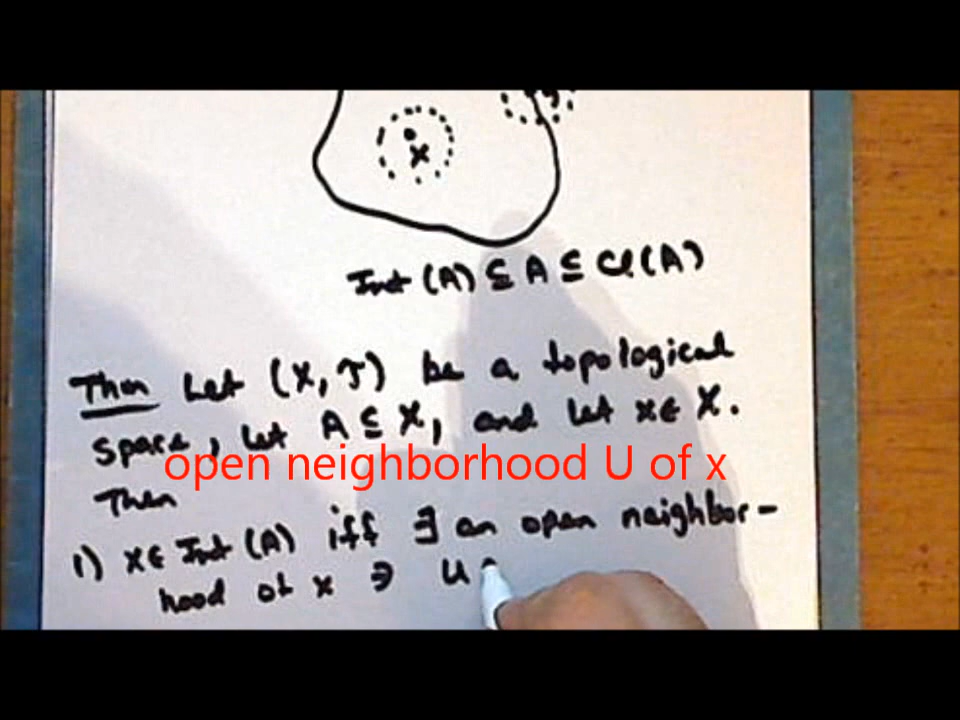 x
y
Int (A) ⊆ A ⊆ Cl(A)
Thm Let (X, T) be a topological
space, let A ⊆ X, and let x ∈ X.
open neighborhood U of x
Then
1) x ∈ Int (A) iff ∃ an open neighbor-
hood of x ∋ U